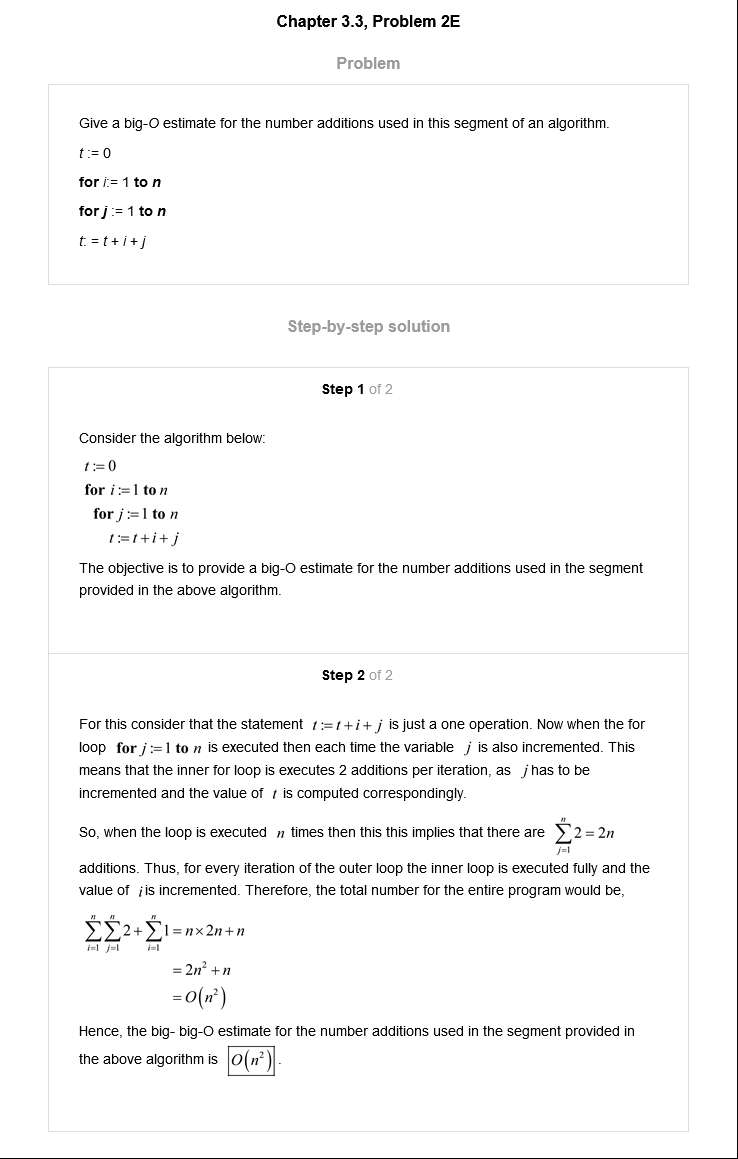 Chapter 3.3, Problem 2E
Problem
Give a big-O estimate for the number additions used in this segment of an algorithm.
t := 0
for i:= 1 to n
for j := 1 to n
t: = t + i + j
Step-by-step solution
Step 1 of 2
Consider the algorithm below:
t := 0
for i := 1 to n
for j := 1 to n
t := t + i + j
The objective is to provide a big-O estimate for the number additions used in the segment
provided in the above algorithm.
Step 2 of 2
For this consider that the statement t := t + i + j is just a one operation. Now when the for
loop for j := 1 to n is executed then each time the variable j is also incremented. This
means that the inner for loop is executes 2 additions per iteration, as j has to be
incremented and the value of t is computed correspondingly.
So, when the loop is executed n times then this this implies that there are ∑_{j=1}^{n} 2 = 2n
additions. Thus, for every iteration of the outer loop the inner loop is executed fully and the
value of i is incremented. Therefore, the total number for the entire program would be,
∑_{i=1}^{n} ∑_{j=1}^{n} 2 + ∑_{i=1}^{n} 1 = n × 2n + n
= 2n² + n
= O(n²)
Hence, the big- big-O estimate for the number additions used in the segment provided in
the above algorithm is O(n²) .